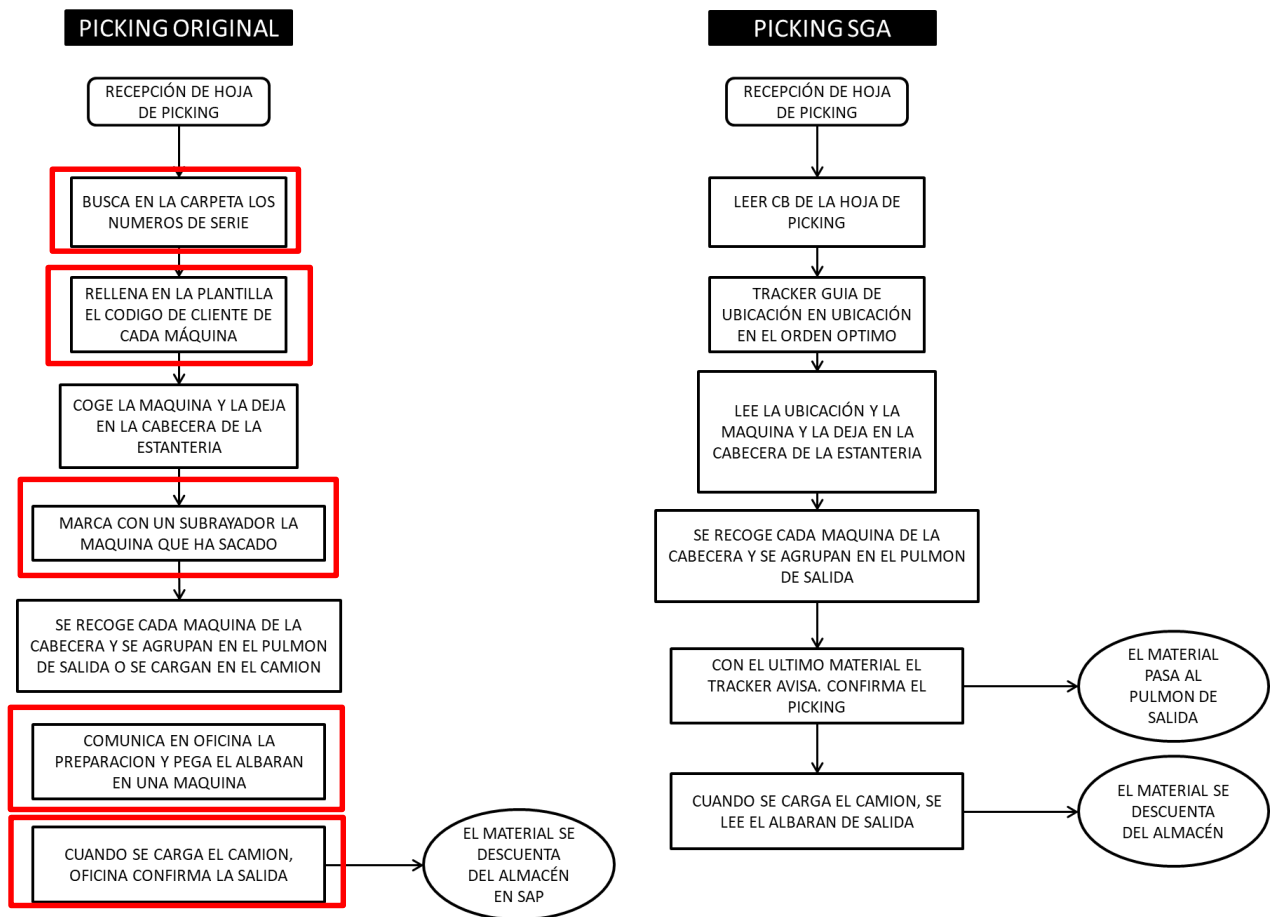 PICKING ORIGINAL
RECEPCIÓN DE HOJA
DE PICKING
BUSCA EN LA CARPETA LOS
NUMEROS DE SERIE
RELLENA EN LA PLANTILLA
EL CODIGO DE CLIENTE DE
CADA MÁQUINA
COGE LA MAQUINA Y LA DEJA
EN LA CABECERA DE LA
ESTANTERIA
MARCA CON UN SUBRAYADOR LA
MAQUINA QUE HA SACADO
SE RECOGE CADA MAQUINA DE LA
CABECERA Y SE AGRUPAN EN EL PULMON
DE SALIDA O SE CARGAN EN EL CAMION
COMUNICA EN OFICINA LA
PREPARACION Y PEGA EL ALBARAN
EN UNA MAQUINA
CUANDO SE CARGA EL CAMION,
OFICINA CONFIRMA LA SALIDA
EL MATERIAL SE
DESCUENTA
DEL ALMACÉN
EN SAP
PICKING SGA
RECEPCIÓN DE HOJA
DE PICKING
LEER CB DE LA HOJA DE
PICKING
TRACKER GUIA DE
UBICACIÓN EN UBICACIÓN
EN EL ORDEN OPTIMO
LEE LA UBICACIÓN Y LA
MAQUINA Y LA DEJA EN LA
CABECERA DE LA ESTANTERIA
SE RECOGE CADA MAQUINA DE LA
CABECERA Y SE AGRUPAN EN EL PULMON
DE SALIDA
CON EL ULTIMO MATERIAL EL
TRACKER AVISA. CONFIRMA EL
PICKING
EL MATERIAL
PASA AL
PULMON DE
SALIDA
CUANDO SE CARGA EL CAMION, SE
LEE EL ALBARAN DE SALIDA
EL MATERIAL SE
DESCUENTA
DEL ALMACÉN